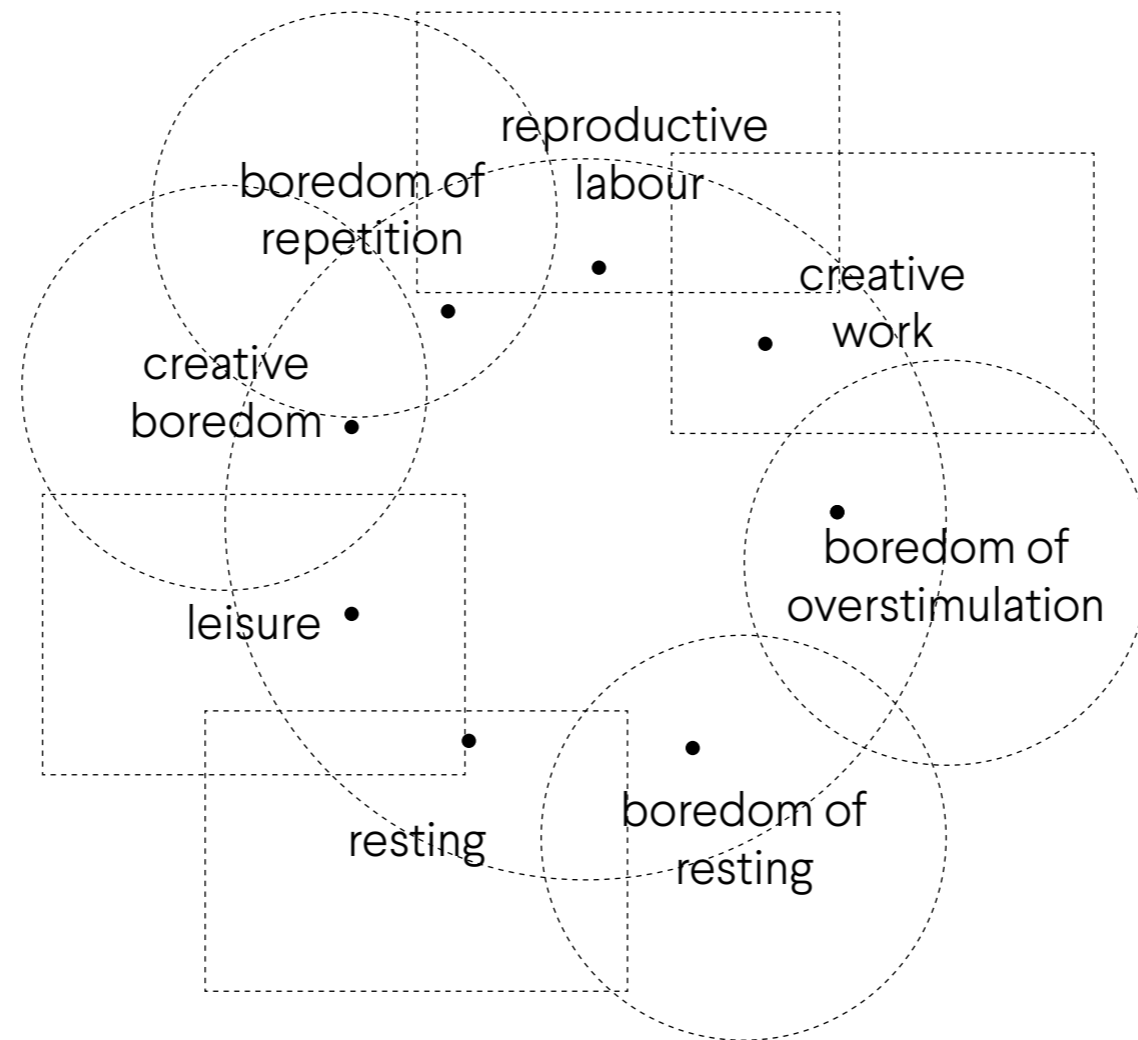 reproductive
labour
boredom of
repetition
creative
work
creative
boredom
boredom of
overstimulation
leisure
resting
boredom of
resting